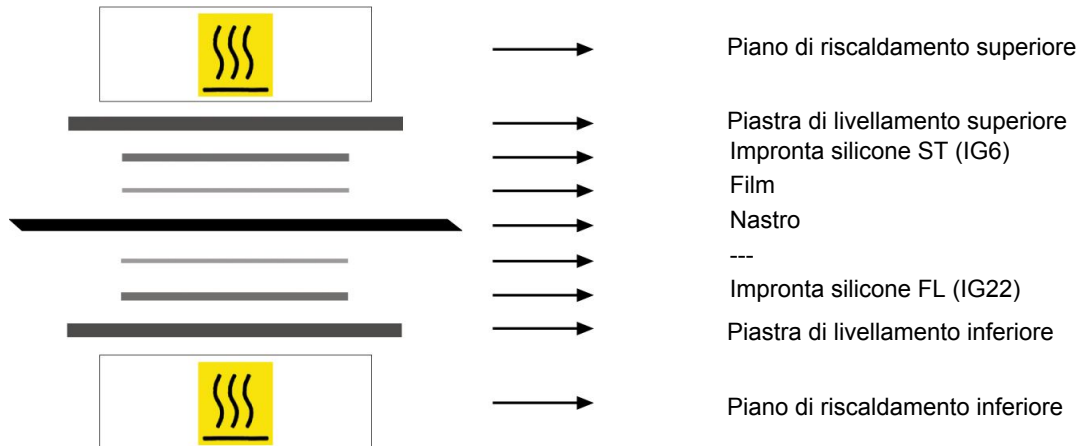 Piano di riscaldamento superiore
Piastra di livellamento superiore
Impronta silicone ST (IG6)
Film
Nastro
---
Impronta silicone FL (IG22)
Piastra di livellamento inferiore
Piano di riscaldamento inferiore